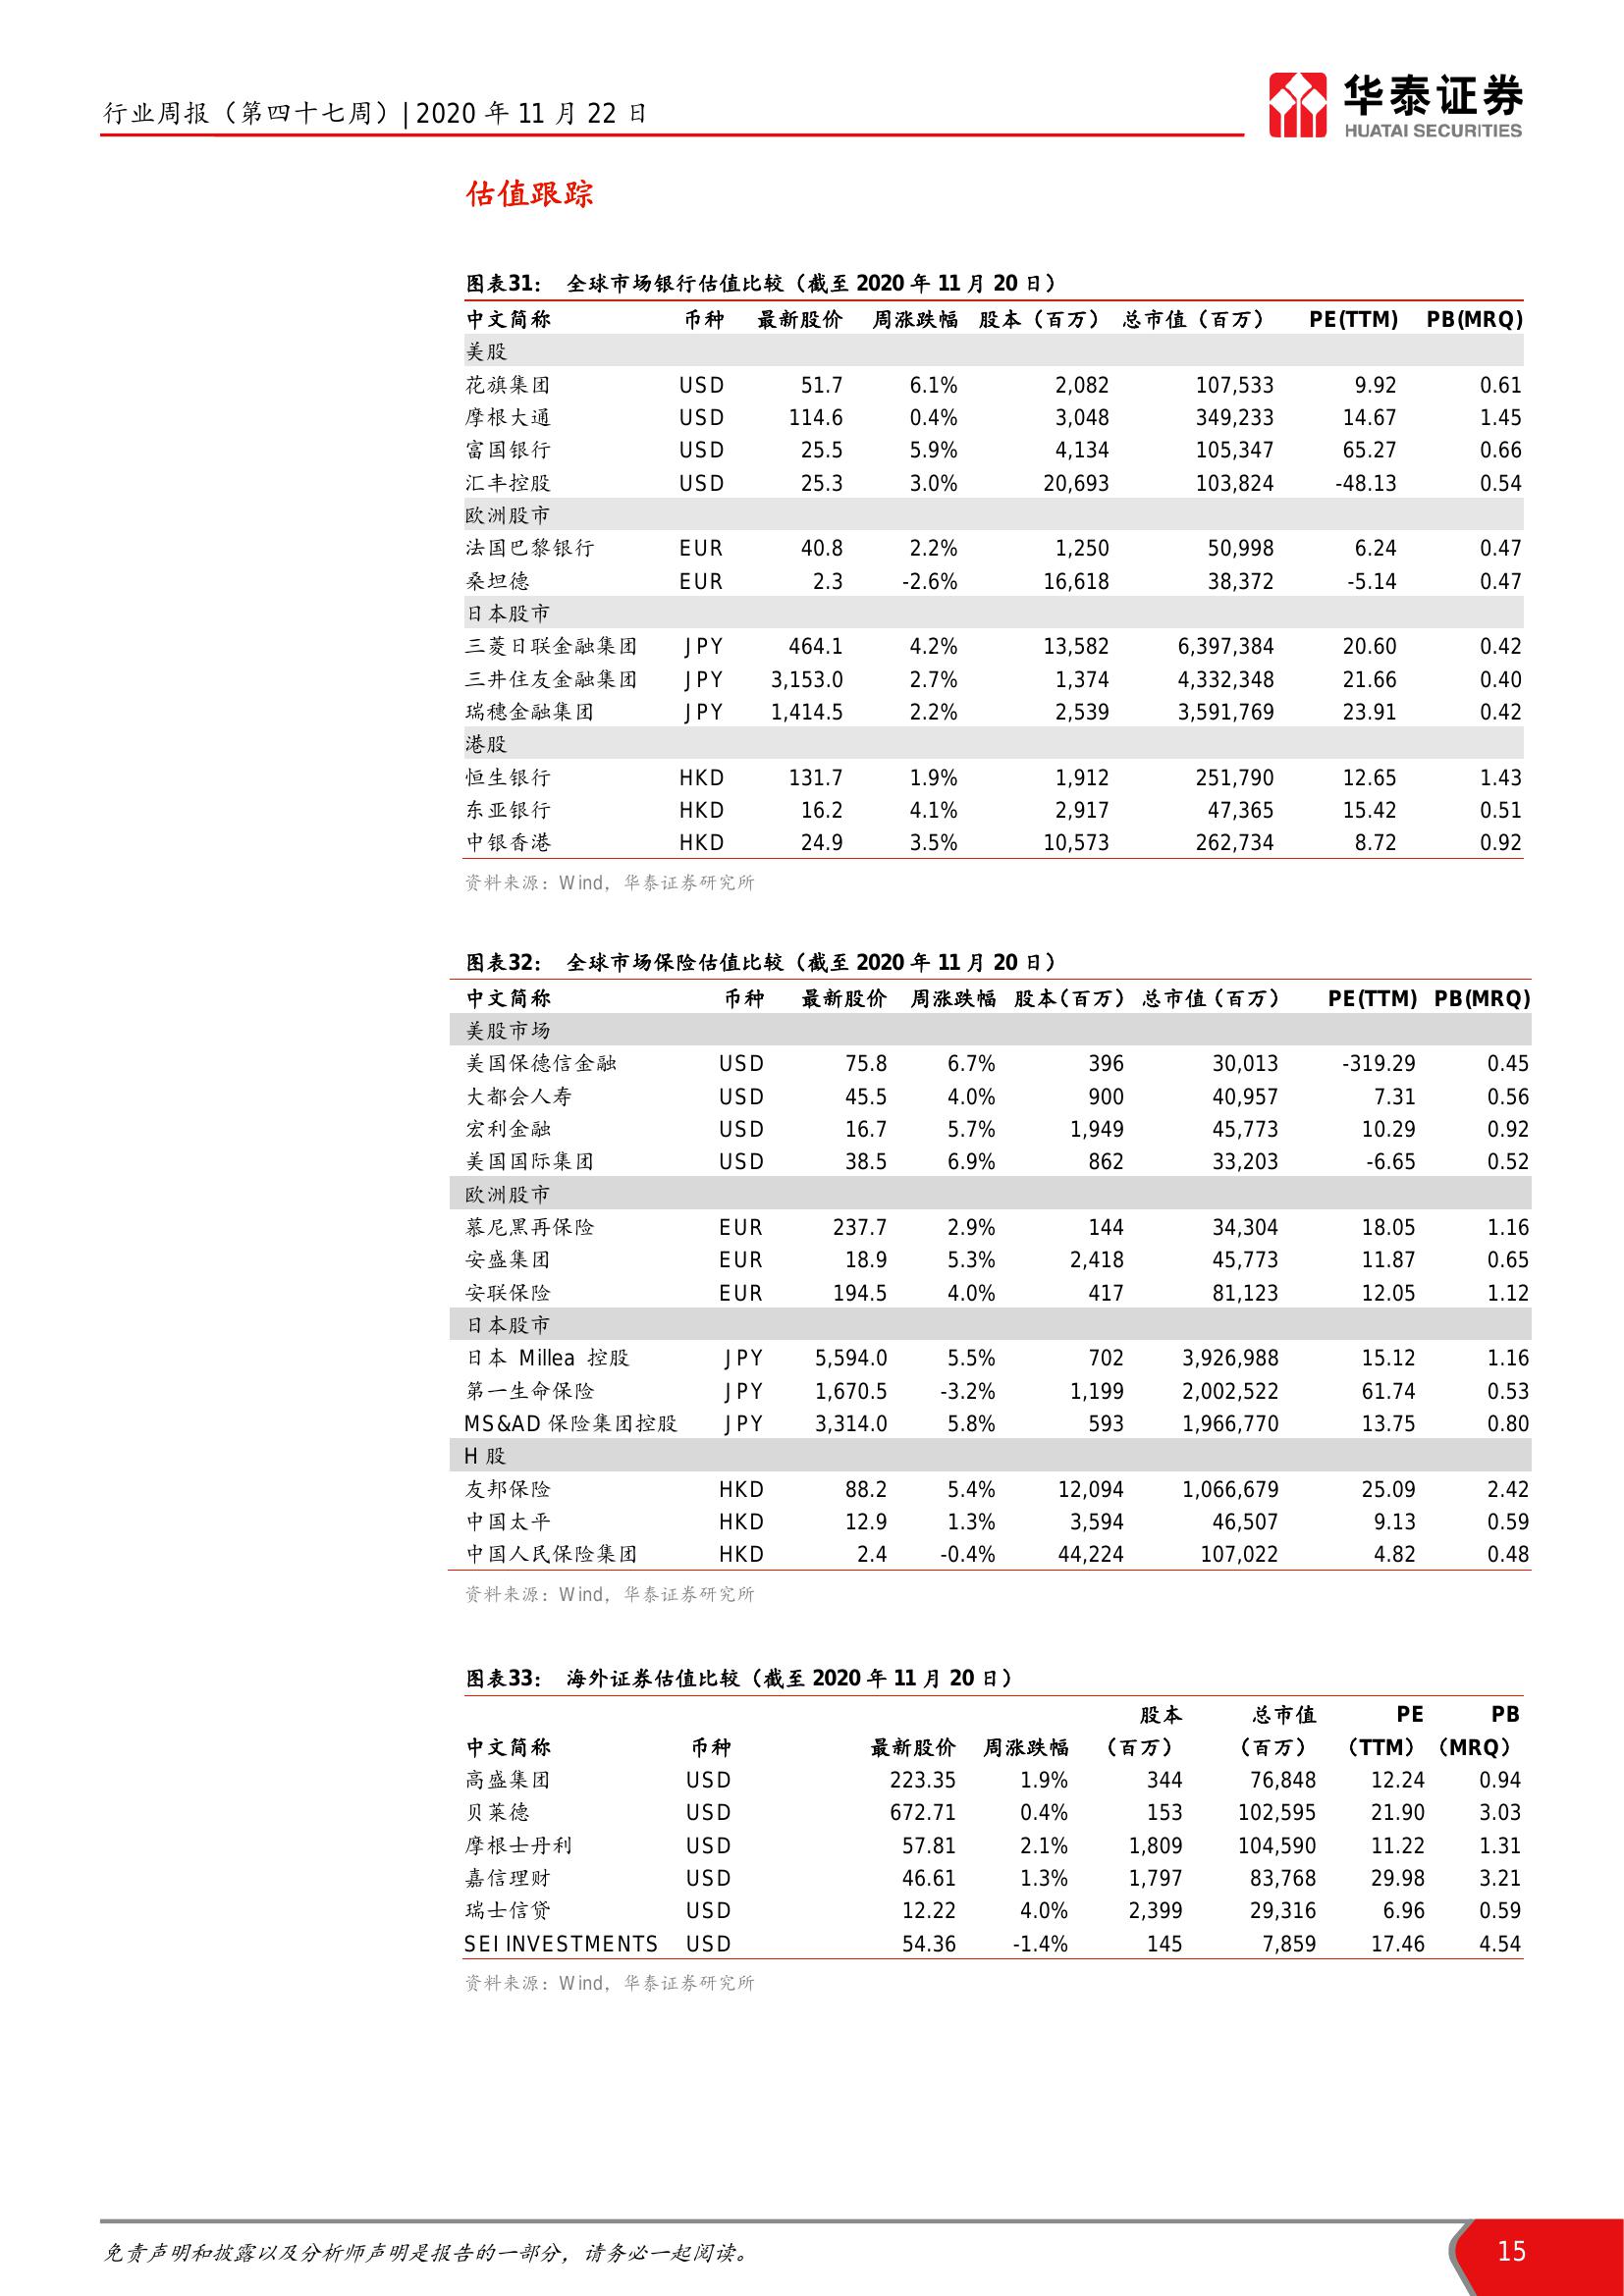 行业周报（第四十七周）| 2020 年 11 月 22 日
华泰证券
HUATAI SECURITIES
估值跟踪
图表31： 全球市场银行估值比较（截至 2020 年 11 月 20 日）
中文简称 币种 最新股价 周涨跌幅 股本（百万） 总市值（百万） PE(TTM) PB(MRQ)
美股
花旗集团 USD 51.7 6.1% 2,082 107,533 9.92 0.61
摩根大通 USD 114.6 0.4% 3,048 349,233 14.67 1.45
富国银行 USD 25.5 5.9% 4,134 105,347 65.27 0.66
汇丰控股 USD 25.3 3.0% 20,693 103,824 -48.13 0.54
欧洲股市
法国巴黎银行 EUR 40.8 2.2% 1,250 50,998 6.24 0.47
桑坦德 EUR 2.3 -2.6% 16,618 38,372 -5.14 0.47
日本股市
三菱日联金融集团 JPY 464.1 4.2% 13,582 6,397,384 20.60 0.42
三井住友金融集团 JPY 3,153.0 2.7% 1,374 4,332,348 21.66 0.40
瑞穗金融集团 JPY 1,414.5 2.2% 2,539 3,591,769 23.91 0.42
港股
恒生银行 HKD 131.7 1.9% 1,912 251,790 12.65 1.43
东亚银行 HKD 16.2 4.1% 2,917 47,365 15.42 0.51
中银香港 HKD 24.9 3.5% 10,573 262,734 8.72 0.92
资料来源：Wind，华泰证券研究所
图表32： 全球市场保险估值比较（截至 2020 年 11 月 20 日）
中文简称 币种 最新股价 周涨跌幅 股本(百万) 总市值(百万) PE(TTM) PB(MRQ)
美股市场
美国保德信金融 USD 75.8 6.7% 396 30,013 -319.29 0.45
大都会人寿 USD 45.5 4.0% 900 40,957 7.31 0.56
宏利金融 USD 16.7 5.7% 1,949 45,773 10.29 0.92
美国国际集团 USD 38.5 6.9% 862 33,203 -6.65 0.52
欧洲股市
慕尼黑再保险 EUR 237.7 2.9% 144 34,304 18.05 1.16
安盛集团 EUR 18.9 5.3% 2,418 45,773 11.87 0.65
安联保险 EUR 194.5 4.0% 417 81,123 12.05 1.12
日本股市
日本 Millea 控股 JPY 5,594.0 5.5% 702 3,926,988 15.12 1.16
第一生命保险 JPY 1,670.5 -3.2% 1,199 2,002,522 61.74 0.53
MS&AD 保险集团控股 JPY 3,314.0 5.8% 593 1,966,770 13.75 0.80
H 股
友邦保险 HKD 88.2 5.4% 12,094 1,066,679 25.09 2.42
中国太平 HKD 12.9 1.3% 3,594 46,507 9.13 0.59
中国人民保险集团 HKD 2.4 -0.4% 44,224 107,022 4.82 0.48
资料来源：Wind，华泰证券研究所
图表33： 海外证券估值比较（截至 2020 年 11 月 20 日）
股本 总市值 PE PB
中文简称 币种 最新股价 周涨跌幅 （百万） （百万） （TTM） （MRQ）
高盛集团 USD 223.35 1.9% 344 76,848 12.24 0.94
贝莱德 USD 672.71 0.4% 153 102,595 21.90 3.03
摩根士丹利 USD 57.81 2.1% 1,809 104,590 11.22 1.31
嘉信理财 USD 46.61 1.3% 1,797 83,768 29.98 3.21
瑞士信贷 USD 12.22 4.0% 2,399 29,316 6.96 0.59
SEI INVESTMENTS USD 54.36 -1.4% 145 7,859 17.46 4.54
资料来源：Wind，华泰证券研究所
免责声明和披露以及分析师声明是报告的一部分，请务必一起阅读。
15